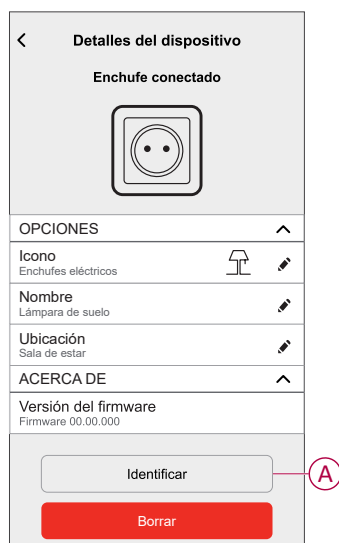 Detalles del dispositivo
Enchufe conectado
OPCIONES
Icono
Enchufes eléctricos
Nombre
Lámpara de suelo
Ubicación
Sala de estar
ACERCA DE
Versión del firmware
Firmware 00.00.000
Identificar
A
Borrar